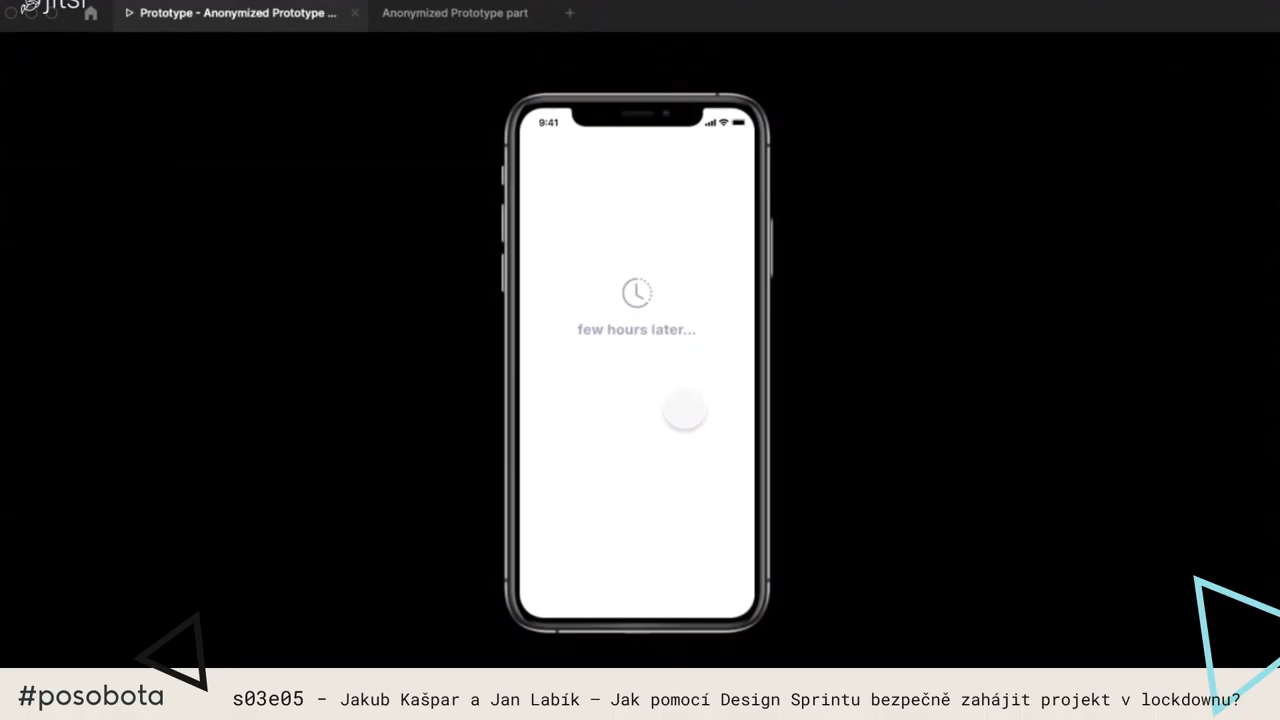 jitsi
Prototype - Anonymized Prototype ...
Anonymized Prototype part
9:41
few hours later...
#posobota
s03e05 - Jakub Kašpar a Jan Labík — Jak pomocí Design Sprintu bezpečně zahájit projekt v lockdownu?